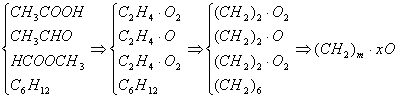 CH₃COOH ⇒ C₂H₄·O₂ ⇒ (CH₂)₂·O₂
CH₃CHO ⇒ C₂H₄·O ⇒ (CH₂)₂·O
HCOOCH₃ ⇒ C₂H₄·O₂ ⇒ (CH₂)₂·O₂ ⇒ (CH₂)ₘ·xO
C₆H₁₂ ⇒ C₆H₁₂ ⇒ (CH₂)₆